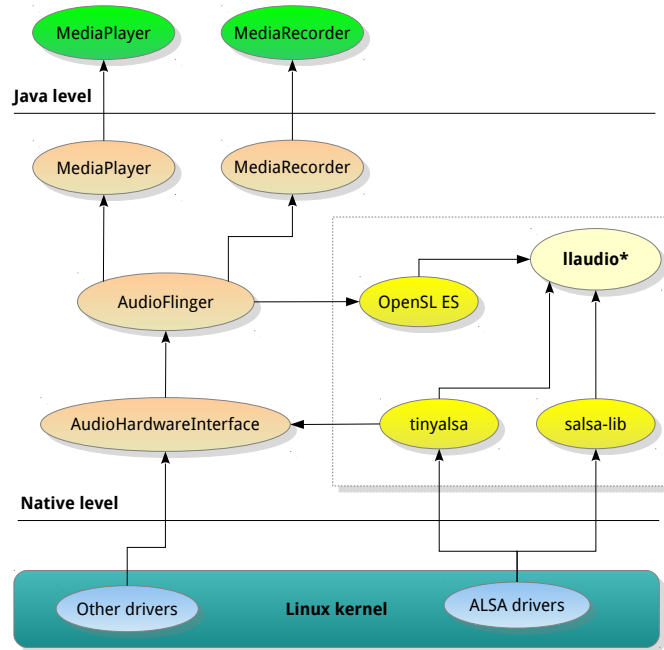 MediaPlayer
MediaRecorder
Java level
MediaPlayer
MediaRecorder
llaudio*
AudioFlinger
OpenSL ES
AudioHardwareInterface
tinyalsa
salsa-lib
Native level
Other drivers
Linux kernel
ALSA drivers